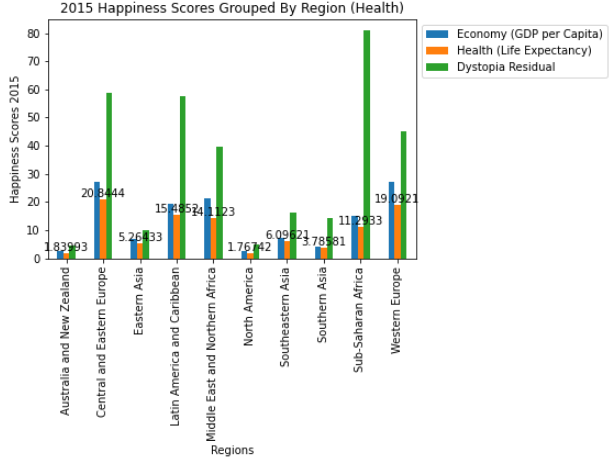 2015 Happiness Scores Grouped By Region (Health)
Economy (GDP per Capita)
Health (Life Expectancy)
Dystopia Residual
Happiness Scores 2015
80
70
60
50
40
30
20
10
0
1.83993
20.8444
5.26433
15.4852
14.1123
1.76742
6.09621
3.78581
11.2933
19.0921
Australia and New Zealand
Central and Eastern Europe
Eastern Asia
Latin America and Caribbean
Middle East and Northern Africa
North America
Southeastern Asia
Southern Asia
Sub-Saharan Africa
Western Europe
Regions